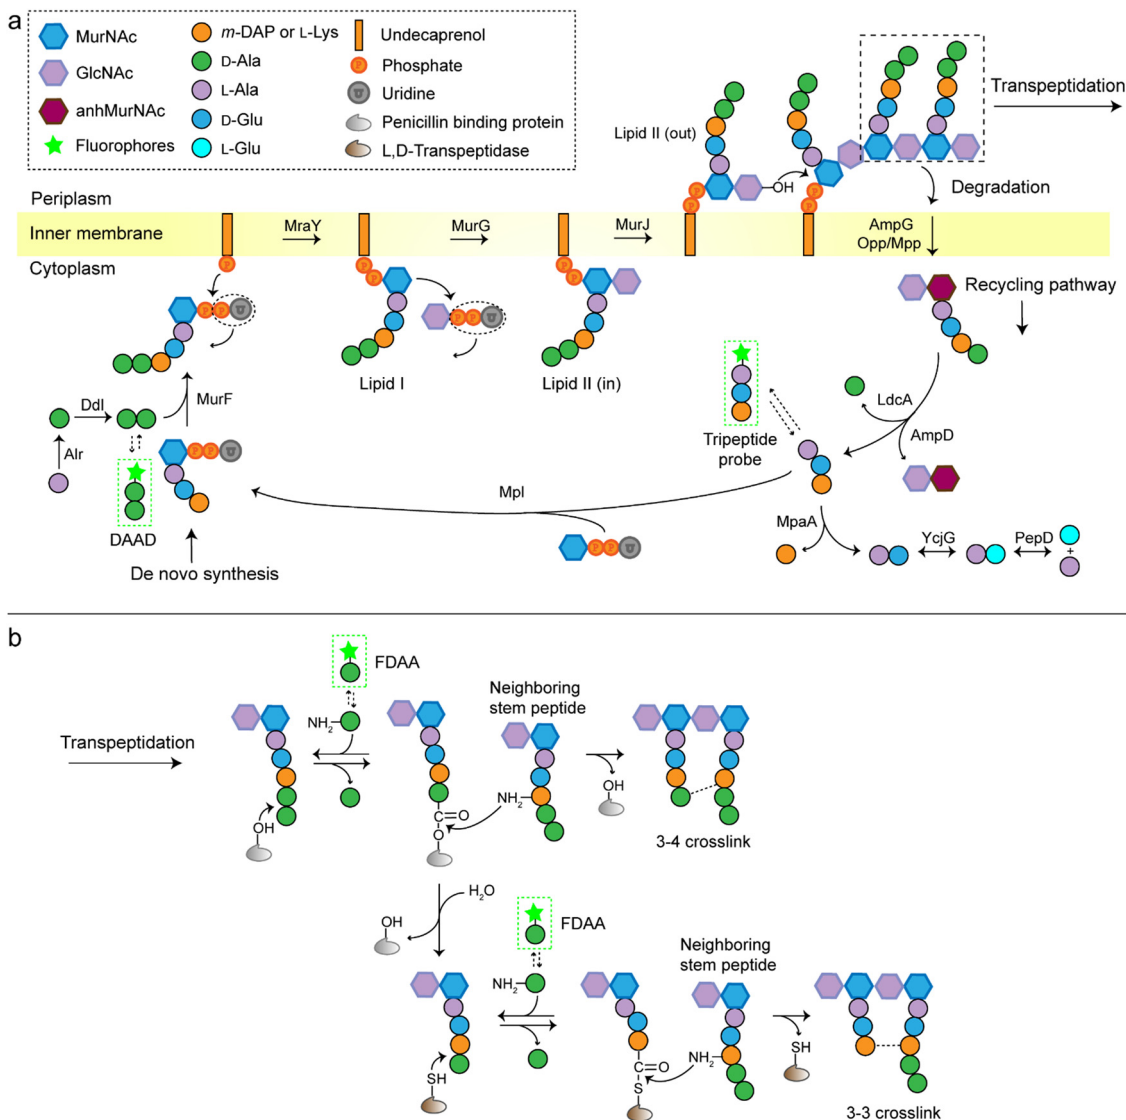 a
MurNAc
GlcNAc
anhMurNAc
Fluorophores
m-DAP or L-Lys
D-Ala
L-Ala
D-Glu
L-Glu
Undecaprenol
P Phosphate
U Uridine
Penicillin binding protein
L,D-Transpeptidase
Lipid II (out)
OH
P
P
P
P
Transpeptidation
Degradation
Periplasm
Inner membrane
Cytoplasm
MraY
MurG
MurJ
AmpG
Opp/Mpp
P
P P U
P
P
P P U
P
P
Lipid I
Lipid II (in)
Recycling pathway
Ddl
Alr
MurF
P P U
DAAD
De novo synthesis
Tripeptide
probe
LdcA
AmpD
Mpl
P P U
MpaA
YcjG
PepD
+
b
Transpeptidation
FDAA
NH2
OH
C=O
O
Neighboring
stem peptide
NH2
OH
3-4 crosslink
H2O
OH
FDAA
NH2
SH
C=O
S
Neighboring
stem peptide
NH2
SH
3-3 crosslink